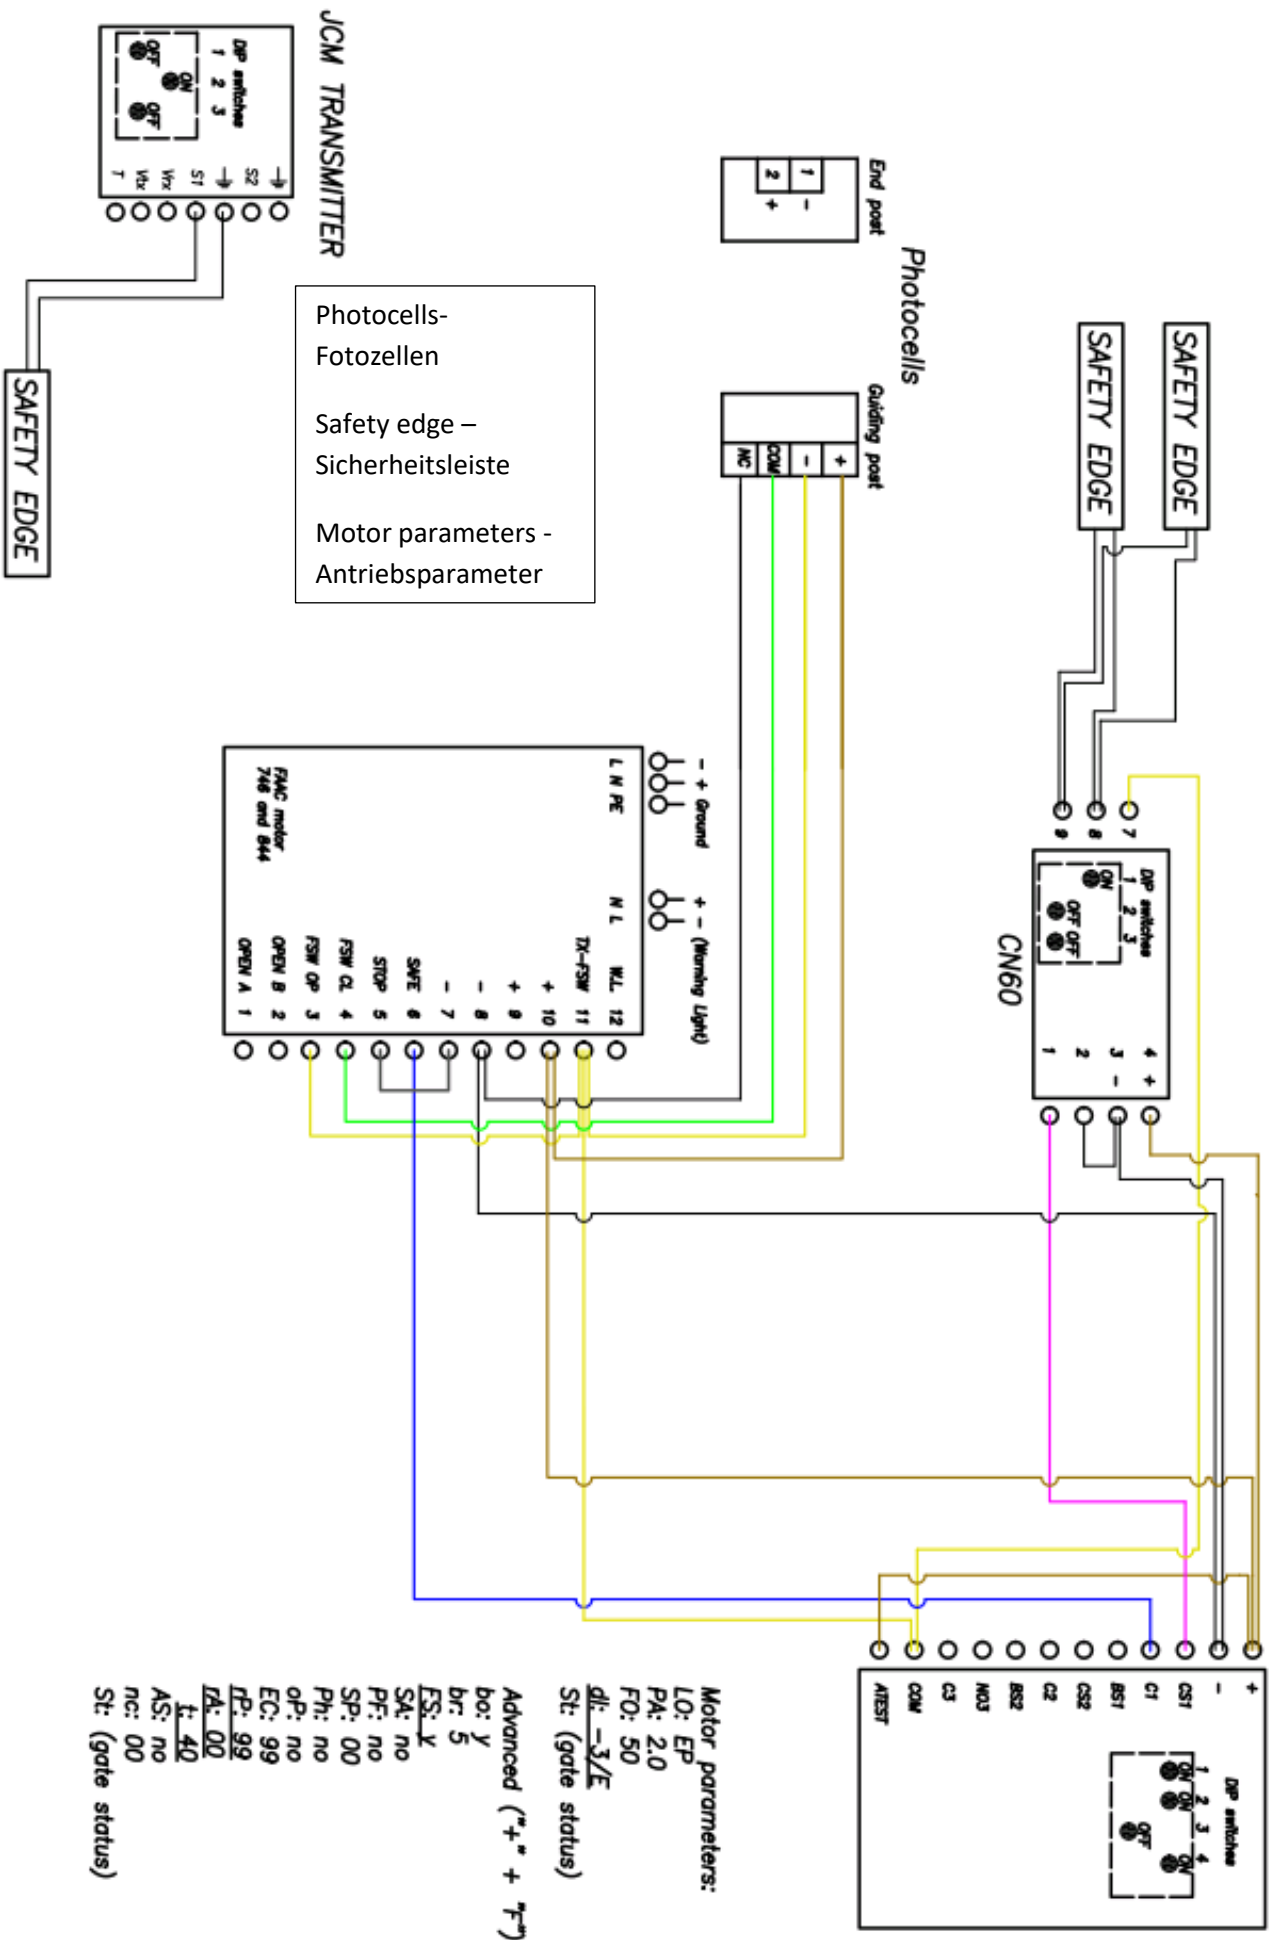 JCM TRANSMITTER
DIP switches
1 2 3
OFF ON OFF
T Vtx Vrx S1 S2
SAFETY EDGE
Photocells-
Fotozellen
Safety edge –
Sicherheitsleiste
Motor parameters -
Antriebsparameter
Photocells
End post
1 -
2 +
Guiding post
+
-
COM
NC
SAFETY EDGE
SAFETY EDGE
7
8
9
DIP switches
1 2 3
ON OFF OFF
CN60
4 +
3 -
2
1
- + Ground
+ - (Warning Light)
L N PE
N L
FAAC motor
746 and 844
W.L. 12
TX-FSW 11
+ 10
+ 9
- 8
- 7
SAFE 6
STOP 5
FSW CL 4
FSW OP 3
OPEN B 2
OPEN A 1
+
-
CS1
C1
BS1
CS2
C2
BS2
NO3
C3
COM
ATEST
DIP switches
1 2 3 4
ON ON OFF ON
Motor parameters:
LO: EP
PA: 2.0
FO: 50
dl: -3/E
St: (gate status)
Advanced ("+" + "F")
bo: y
br: 5
FS: y
SA: no
PF: no
SP: 00
Ph: no
oP: no
EC: 99
rP: 99
rA: 00
t: 40
AS: no
nc: 00
St: (gate status)